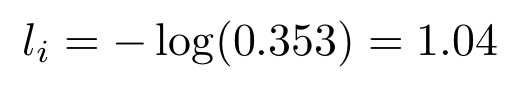 l_i = − log(0.353) = 1.04